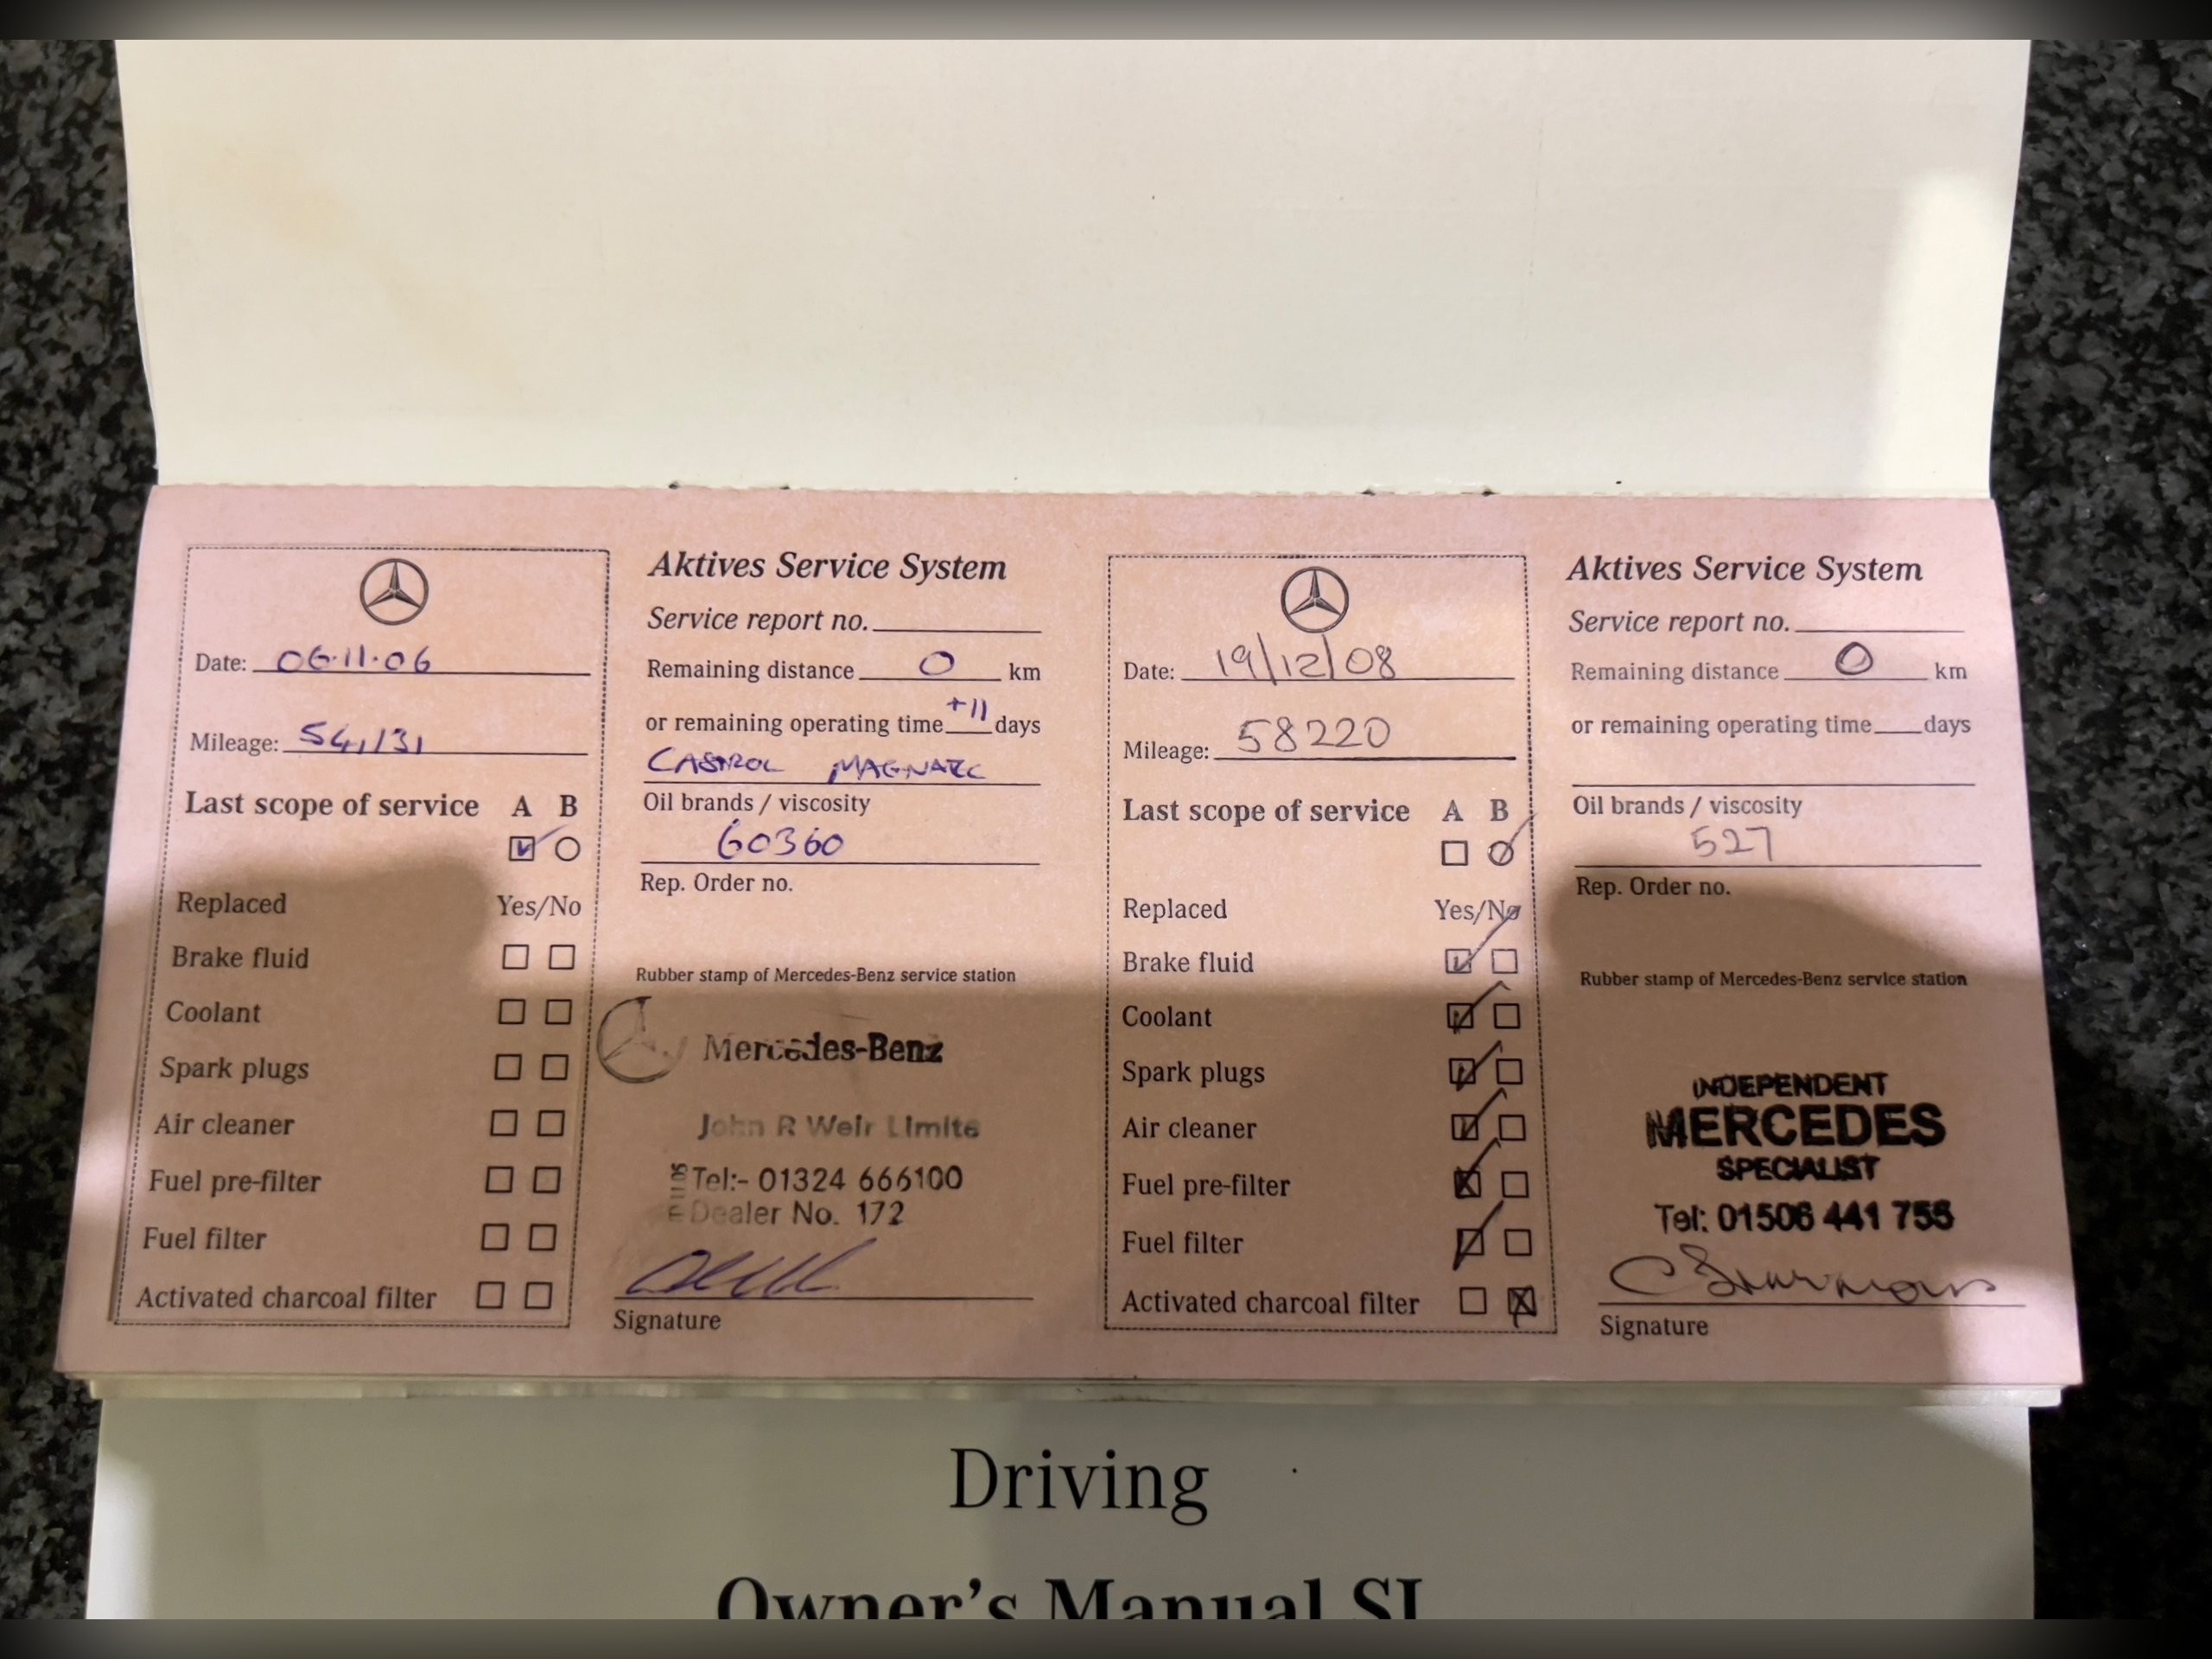 Date: 06.11.06
Mileage: 54,131
Last scope of service A B
Replaced Yes/No
Brake fluid
Coolant
Spark plugs
Air cleaner
Fuel pre-filter
Fuel filter
Activated charcoal filter
Aktives Service System
Service report no.
Remaining distance 0 km
or remaining operating time +11 days
CASTROL MAGNATEC
Oil brands / viscosity
60360
Rep. Order no.
Rubber stamp of Mercedes-Benz service station
Mercedes-Benz
John R Weir Limite
Tel:- 01324 666100
Dealer No. 172
Signature
Date: 19/12/08
Mileage: 58220
Last scope of service A B
Replaced Yes/No
Brake fluid
Coolant
Spark plugs
Air cleaner
Fuel pre-filter
Fuel filter
Activated charcoal filter
Aktives Service System
Service report no.
Remaining distance 0 km
or remaining operating time days
Oil brands / viscosity
527
Rep. Order no.
Rubber stamp of Mercedes-Benz service station
INDEPENDENT
MERCEDES
SPECIALIST
Tel: 01506 441 755
Signature
Driving
Owner's Manual SL